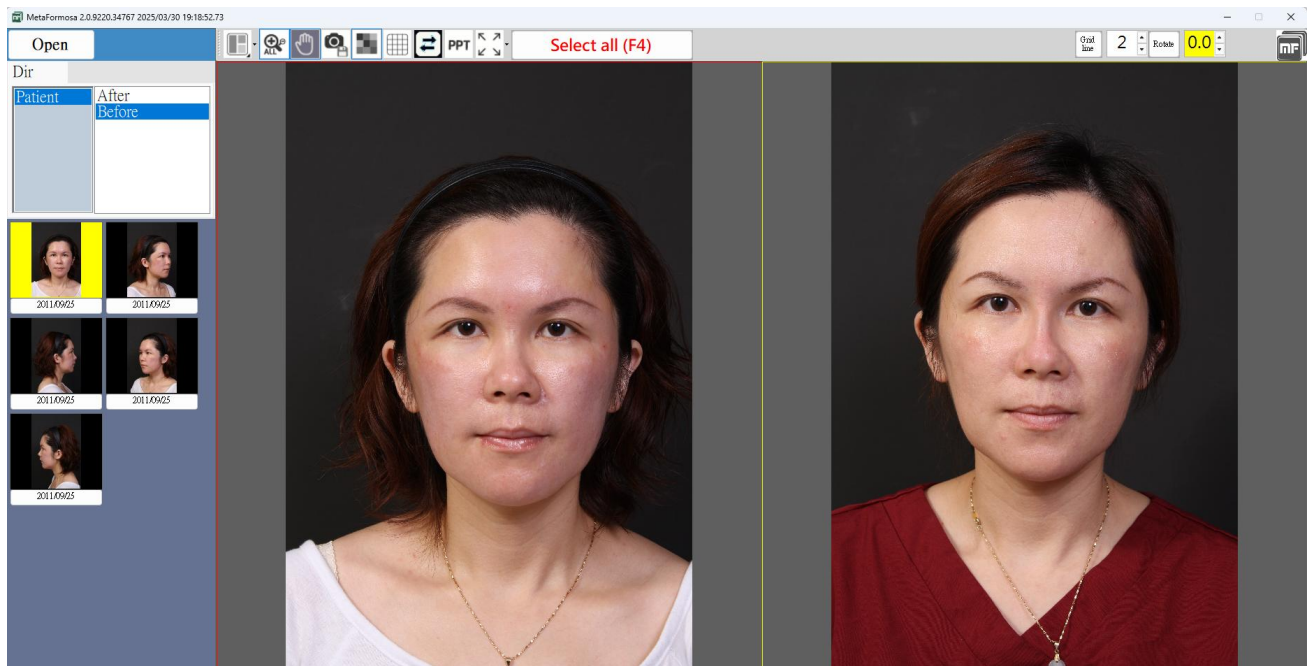 MetaFormosa 2.0.9220.34767 2025/03/30 19:18:52.73
Open
ALL
PPT
Select all (F4)
Grid line
2
Rotate
0.0
mF
Dir
Patient
After
Before
2011/09/25
2011/09/25
2011/09/25
2011/09/25
2011/09/25